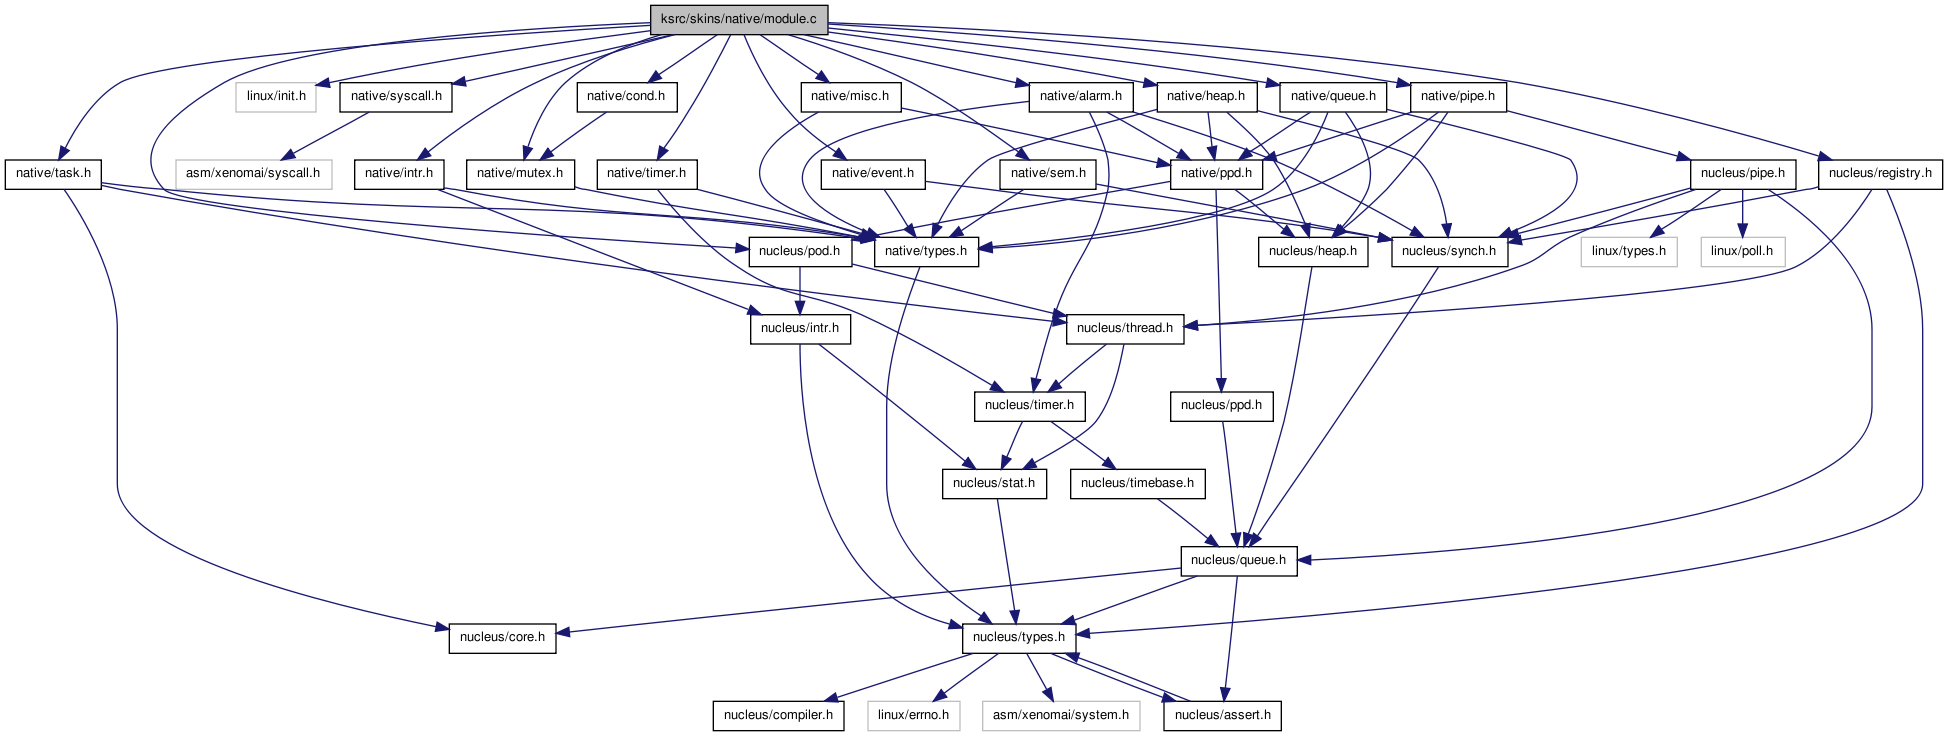 ksrc/skins/native/module.c
linux/init.h
native/syscall.h
native/cond.h
native/misc.h
native/alarm.h
native/heap.h
native/queue.h
native/pipe.h
native/task.h
asm/xenomai/syscall.h
native/intr.h
native/mutex.h
native/timer.h
native/event.h
native/sem.h
native/ppd.h
nucleus/pipe.h
nucleus/registry.h
nucleus/pod.h
native/types.h
nucleus/heap.h
nucleus/synch.h
linux/types.h
linux/poll.h
nucleus/intr.h
nucleus/thread.h
nucleus/timer.h
nucleus/ppd.h
nucleus/stat.h
nucleus/timebase.h
nucleus/queue.h
nucleus/core.h
nucleus/types.h
nucleus/compiler.h
linux/errno.h
asm/xenomai/system.h
nucleus/assert.h